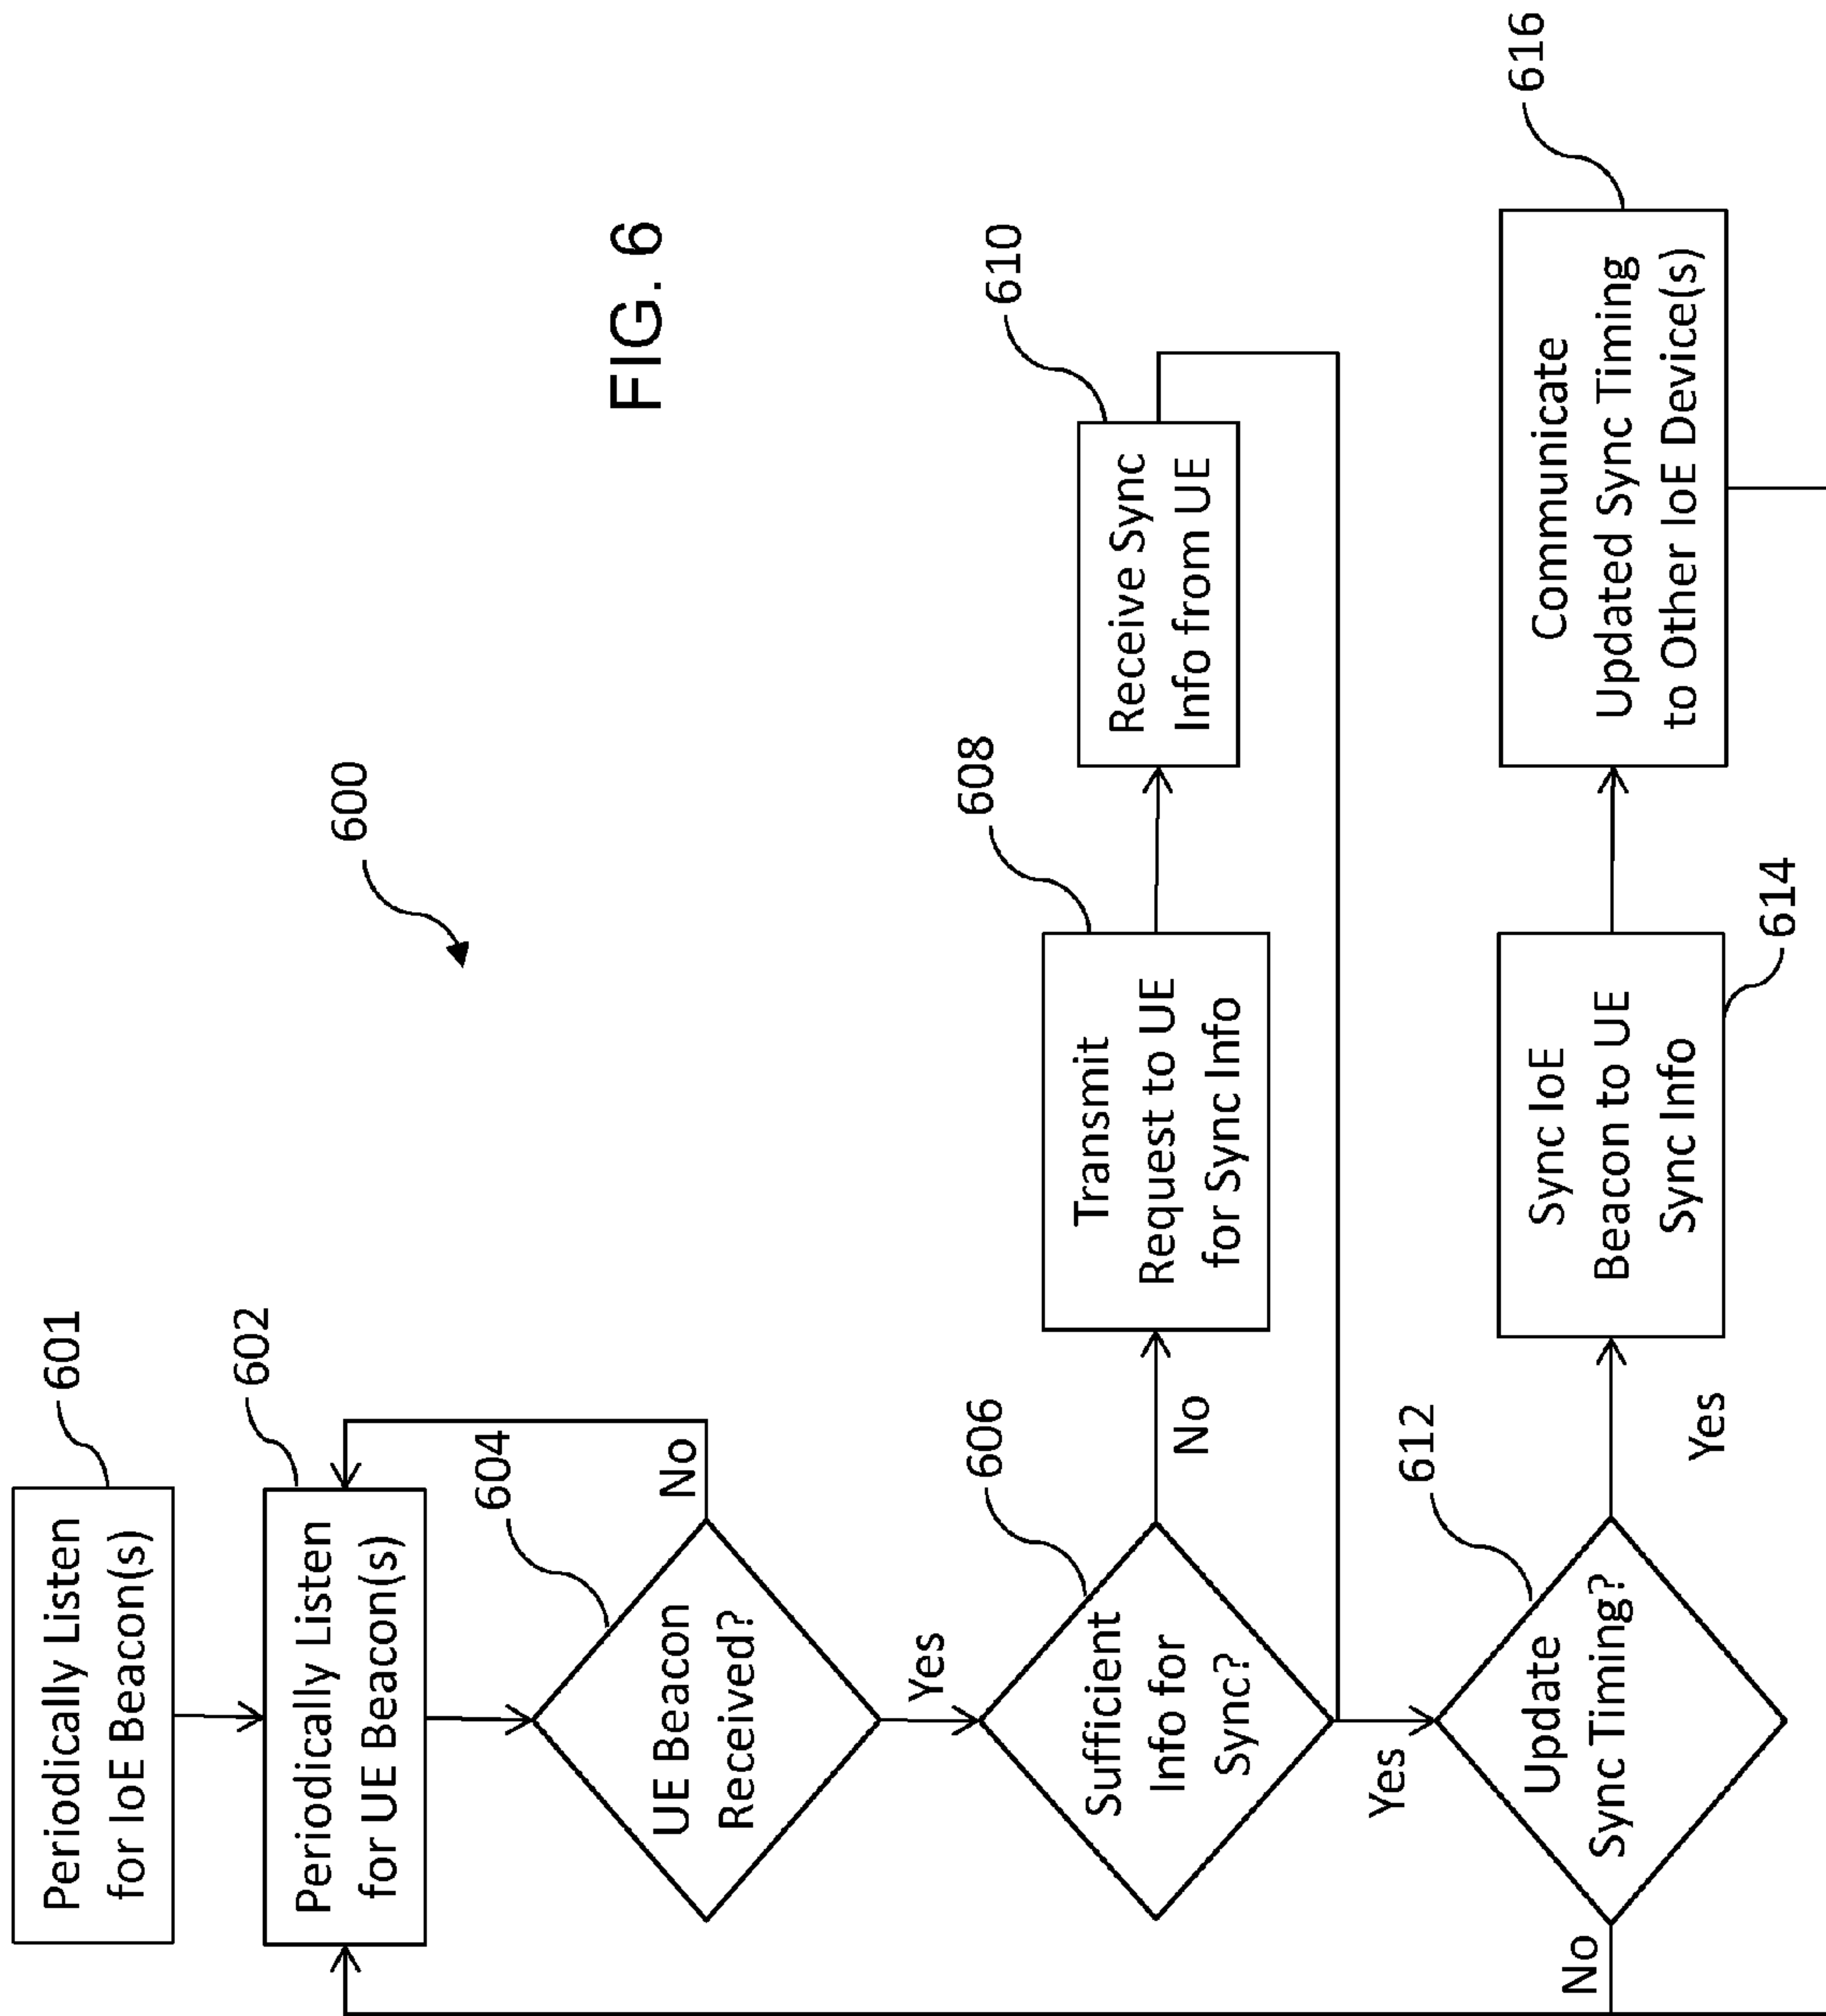 600
FIG. 6
Periodically Listen
for IoE Beacon(s)
601
Periodically Listen
for UE Beacon(s)
602
UE Beacon
Received?
604
No
Yes
Sufficient
Info for
Sync?
606
No
Yes
Transmit
Request to UE
for Sync Info
608
Receive Sync
Info from UE
610
Update
Sync Timing?
612
No
Yes
Sync IoE
Beacon to UE
Sync Info
614
Communicate
Updated Sync Timing
to Other IoE Device(s)
616